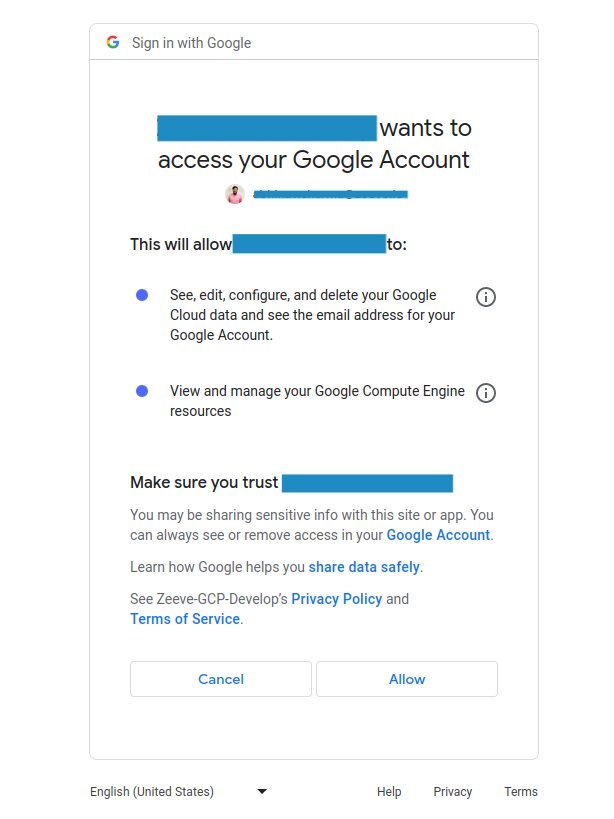 Sign in with Google
wants to
access your Google Account
This will allow to:
See, edit, configure, and delete your Google
Cloud data and see the email address for your
Google Account.
View and manage your Google Compute Engine
resources
Make sure you trust
You may be sharing sensitive info with this site or app. You
can always see or remove access in your Google Account.
Learn how Google helps you share data safely.
See Zeeve-GCP-Develop's Privacy Policy and
Terms of Service.
Cancel Allow
English (United States) Help Privacy Terms